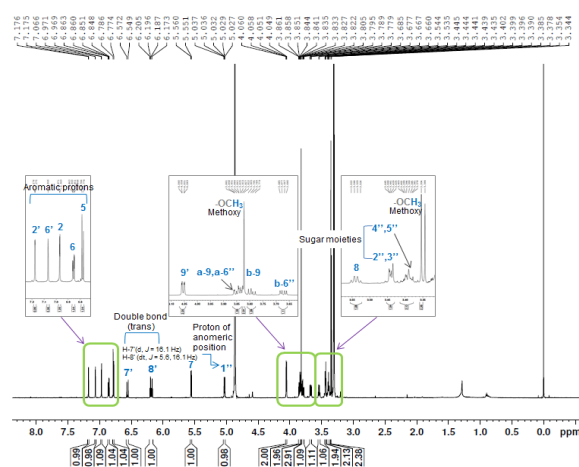 7.176 7.175 7.066 6.971 6.969 6.863 6.860 6.851 6.848 6.786 6.774 6.572 6.549 6.205 6.196 6.187 6.173 5.560 5.551 5.037 5.036 5.032 5.029 5.027 4.060 4.058 4.051 4.049 3.861 3.858 3.851 3.844 3.841 3.835 3.833 3.827 3.822 3.805 3.795 3.789 3.779 3.685 3.677 3.667 3.660 3.544 3.535 3.445 3.444 3.441 3.439 3.435 3.402 3.399 3.396 3.390 3.385 3.378 3.354 3.344
Aromatic protons
2' 6' 2 6 5
-OCH3
Methoxy
9' a-9,a-6'' b-9 b-6''
-OCH3
Methoxy
Sugar moieties
4'',5''
2'',3''
8
Double bond
(trans)
H-7'(d, J = 16.1 Hz)
H-8' (dt, J = 5.6, 16.1 Hz)
Proton of
anomeric
position
7' 8' 7 1''
8.0 7.5 7.0 6.5 6.0 5.5 5.0 4.5 4.0 3.5 3.0 2.5 2.0 1.5 1.0 0.5 0.0 ppm
0.99 0.98 1.09 1.04 1.04 1.00 1.00 1.00 0.98 2.00 1.96 2.91 1.09 1.11 1.06 1.94 2.13 2.38